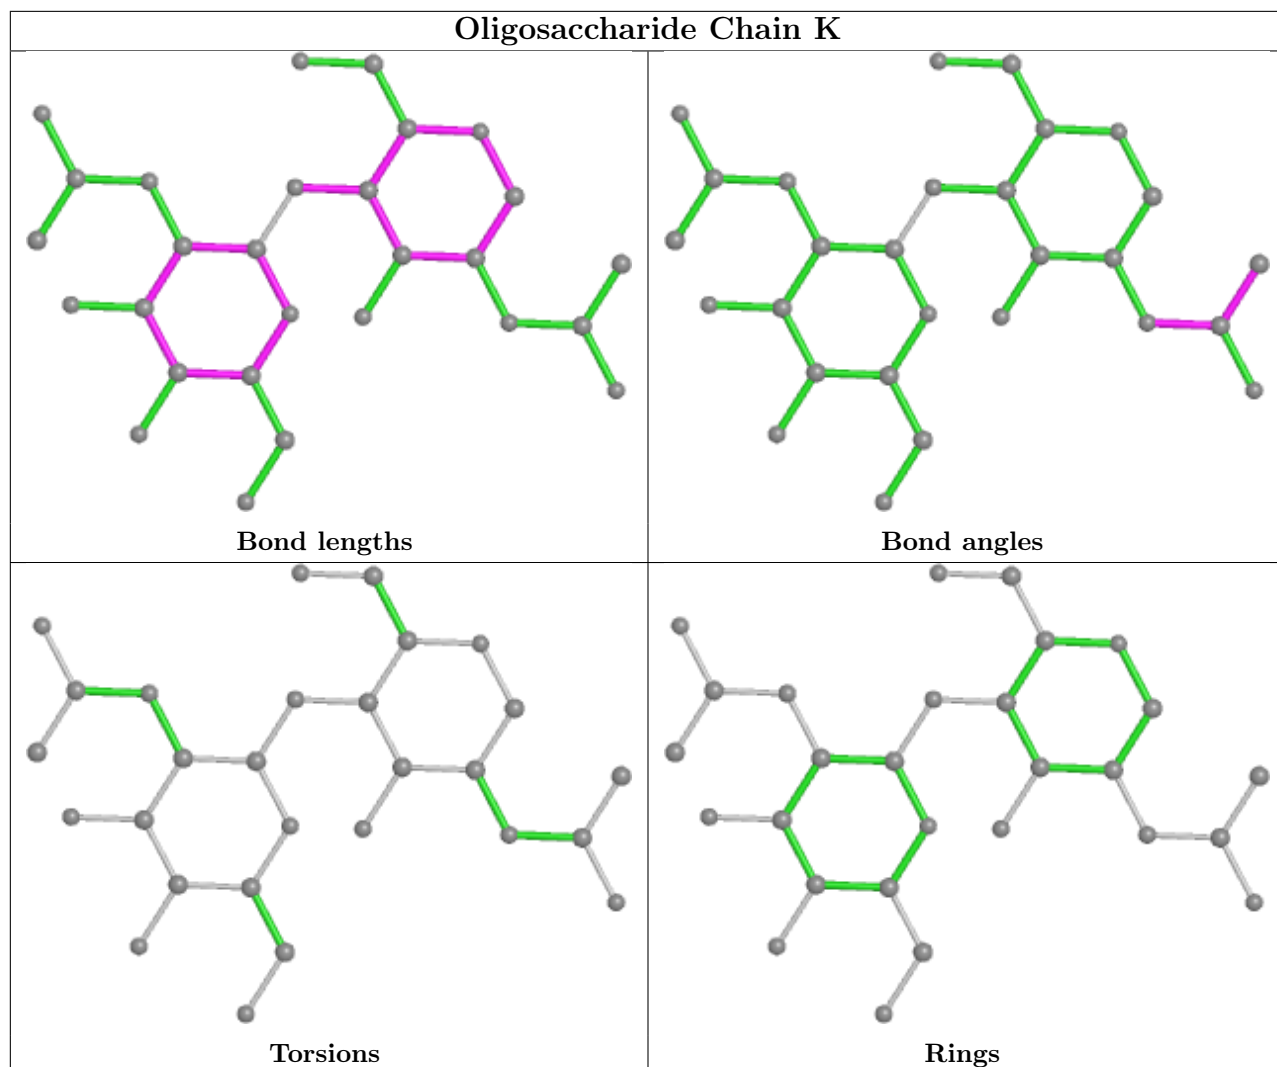 Oligosaccharide Chain K
Bond lengths
Bond angles
Torsions
Rings